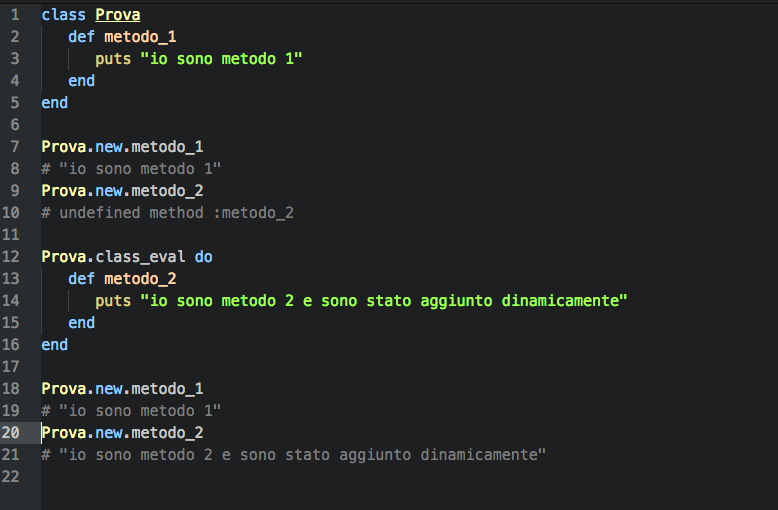 1 class Prova
2 def metodo_1
3 puts "io sono metodo 1"
4 end
5 end
6
7 Prova.new.metodo_1
8 # "io sono metodo 1"
9 Prova.new.metodo_2
10 # undefined method :metodo_2
11
12 Prova.class_eval do
13 def metodo_2
14 puts "io sono metodo 2 e sono stato aggiunto dinamicamente"
15 end
16 end
17
18 Prova.new.metodo_1
19 # "io sono metodo 1"
20 Prova.new.metodo_2
21 # "io sono metodo 2 e sono stato aggiunto dinamicamente"
22